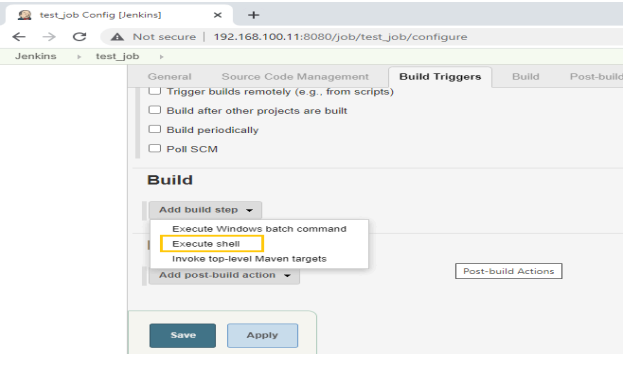 test_job Config [Jenkins]
Not secure | 192.168.100.11:8080/job/test_job/configure
Jenkins test_job
General Source Code Management Build Triggers Build Post-build
Trigger builds remotely (e.g., from scripts)
Build after other projects are built
Build periodically
Poll SCM
Build
Add build step
Execute Windows batch command
Execute shell
Invoke top-level Maven targets
Add post-build action
Post-build Actions
Save Apply